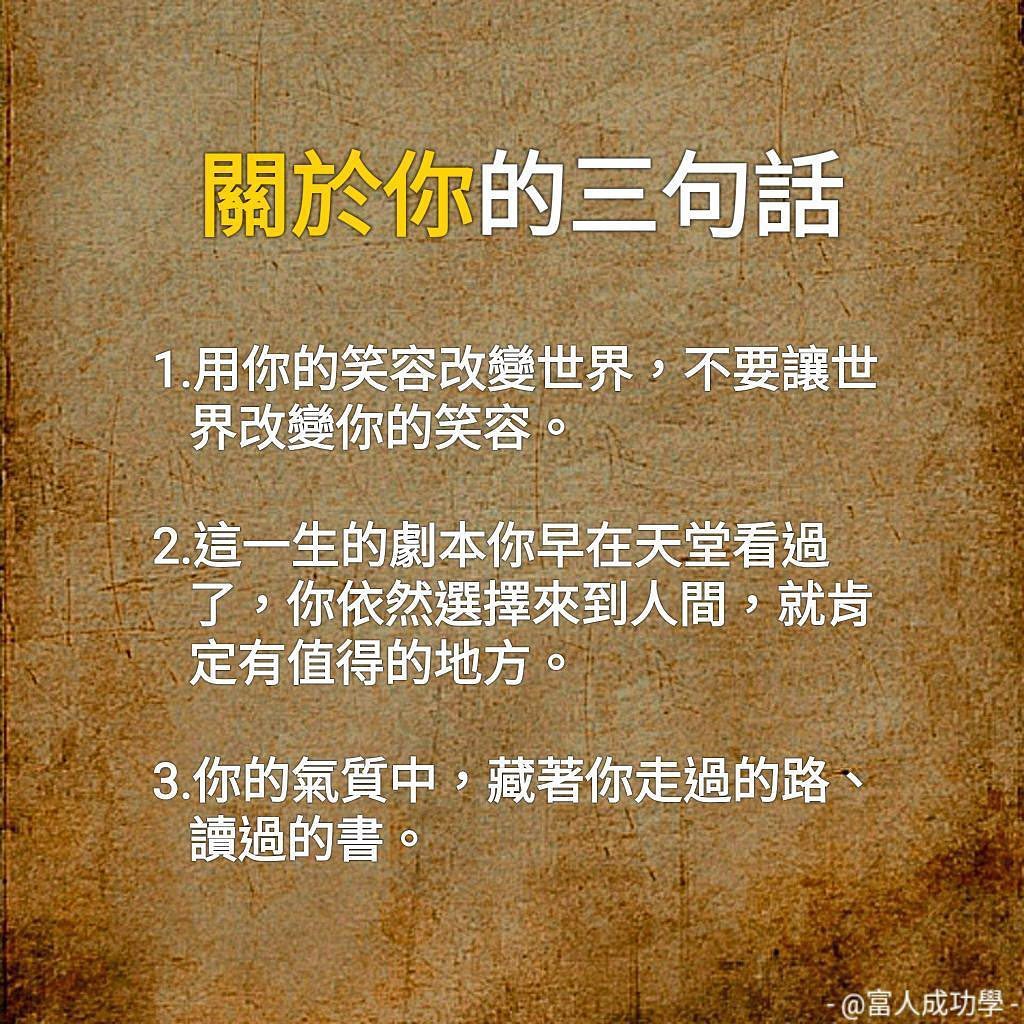 關於你的三句話
1.用你的笑容改變世界，不要讓世
界改變你的笑容。
2.這一生的劇本你早在天堂看過
了，你依然選擇來到人間，就肯
定有值得的地方。
3.你的氣質中，藏著你走過的路、
讀過的書。
- @富人成功學 -